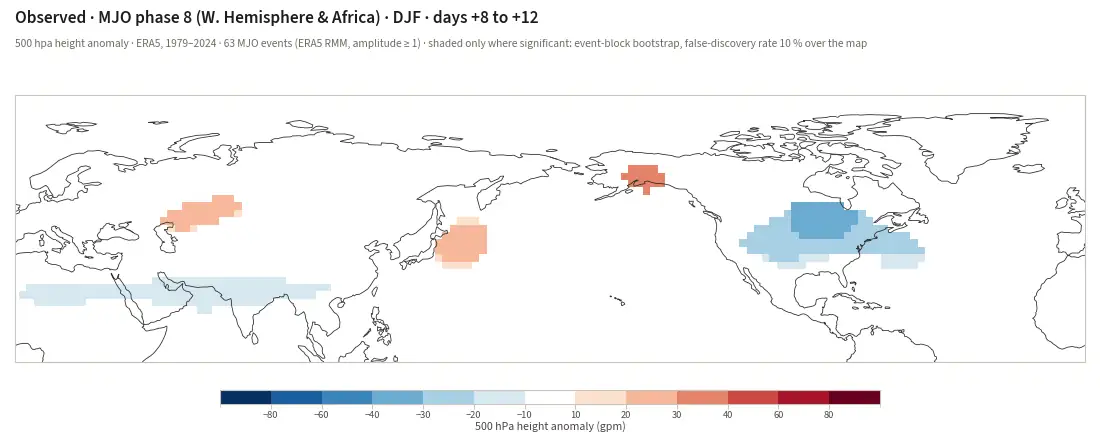 Observed · MJO phase 8 (W. Hemisphere & Africa) · DJF · days +8 to +12
500 hpa height anomaly · ERA5, 1979–2024 · 63 MJO events (ERA5 RMM, amplitude ≥ 1) · shaded only where significant: event-block bootstrap, false-discovery rate 10 % over the map
−80 −60 −40 −30 −20 −10 10 20 30 40 60 80
500 hPa height anomaly (gpm)